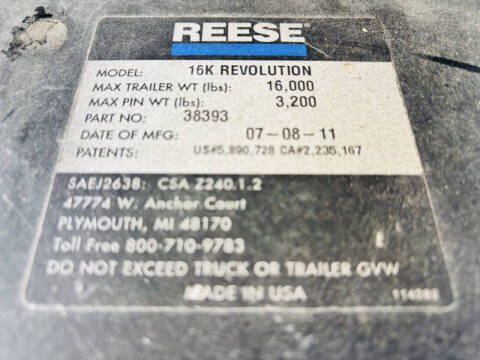 REESE
MODEL: 16K REVOLUTION
MAX TRAILER WT (lbs): 16,000
MAX PIN WT (lbs): 3,200
PART NO: 38393
DATE OF MFG: 07-08-11
PATENTS: US#5,890,728 CA#2,235,167
SAEJ2638: CSA Z240.1.2
47774 W. Anchor Court
PLYMOUTH, MI 48170
Toll Free 800-710-9783
DO NOT EXCEED TRUCK OR TRAILER GVW
MADE IN USA